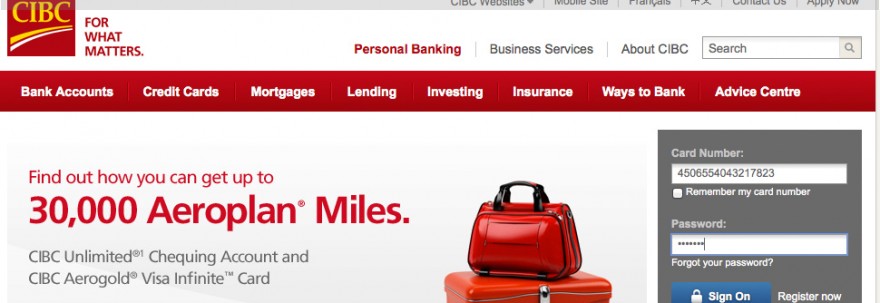 CIBC
FOR
WHAT
MATTERS.
CIBC Websites
Mobile Site
Français
中文
Contact Us
Apply Now
Personal Banking
Business Services
About CIBC
Search
Bank Accounts
Credit Cards
Mortgages
Lending
Investing
Insurance
Ways to Bank
Advice Centre
Find out how you can get up to
30,000 Aeroplan® Miles.
CIBC Unlimited®¹ Chequing Account and
CIBC Aerogold® Visa Infinite™ Card
Card Number:
4506554043217823
Remember my card number
Password:
•••••••
Forgot your password?
Sign On
Register now